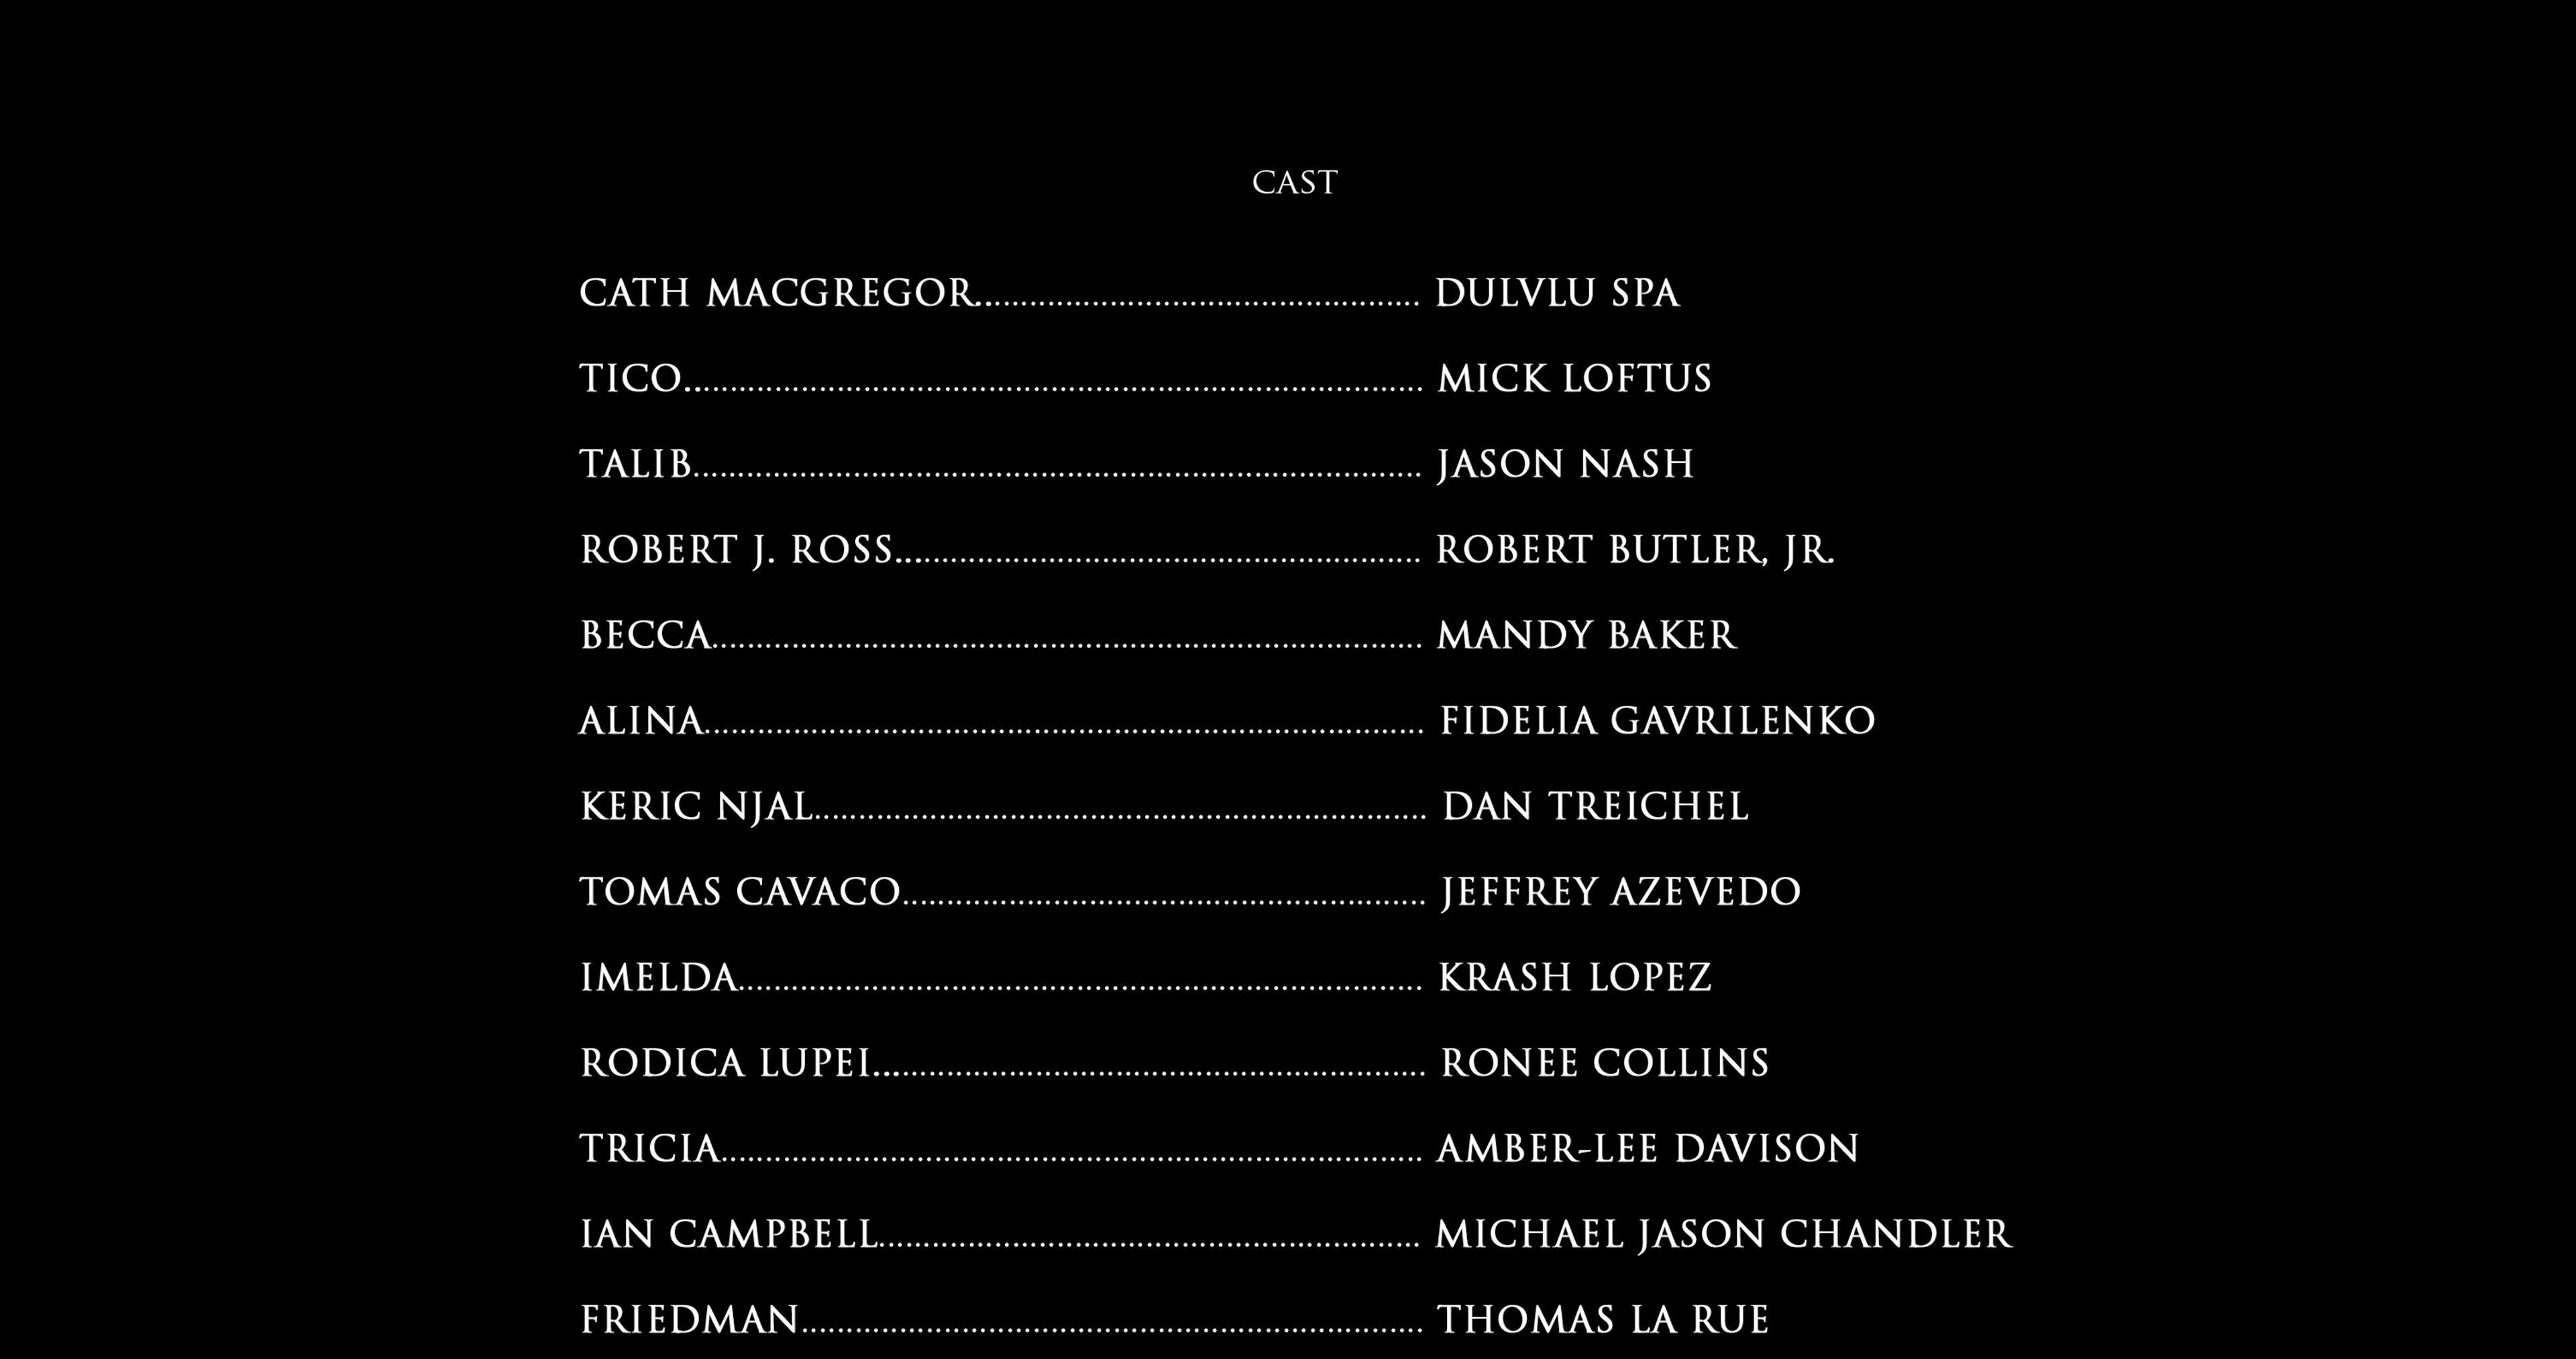 CAST
CATH MACGREGOR................................................ DULVLU SPA
TICO................................................................................ MICK LOFTUS
TALIB............................................................................... JASON NASH
ROBERT J. ROSS.......................................................... ROBERT BUTLER, JR.
BECCA............................................................................. MANDY BAKER
ALINA.............................................................................. FIDELIA GAVRILENKO
KERIC NJAL................................................................... DAN TREICHEL
TOMAS CAVACO......................................................... JEFFREY AZEVEDO
IMELDA.......................................................................... KRASH LOPEZ
RODICA LUPEI............................................................. RONEE COLLINS
TRICIA............................................................................ AMBER-LEE DAVISON
IAN CAMPBELL........................................................... MICHAEL JASON CHANDLER
FRIEDMAN.................................................................... THOMAS LA RUE